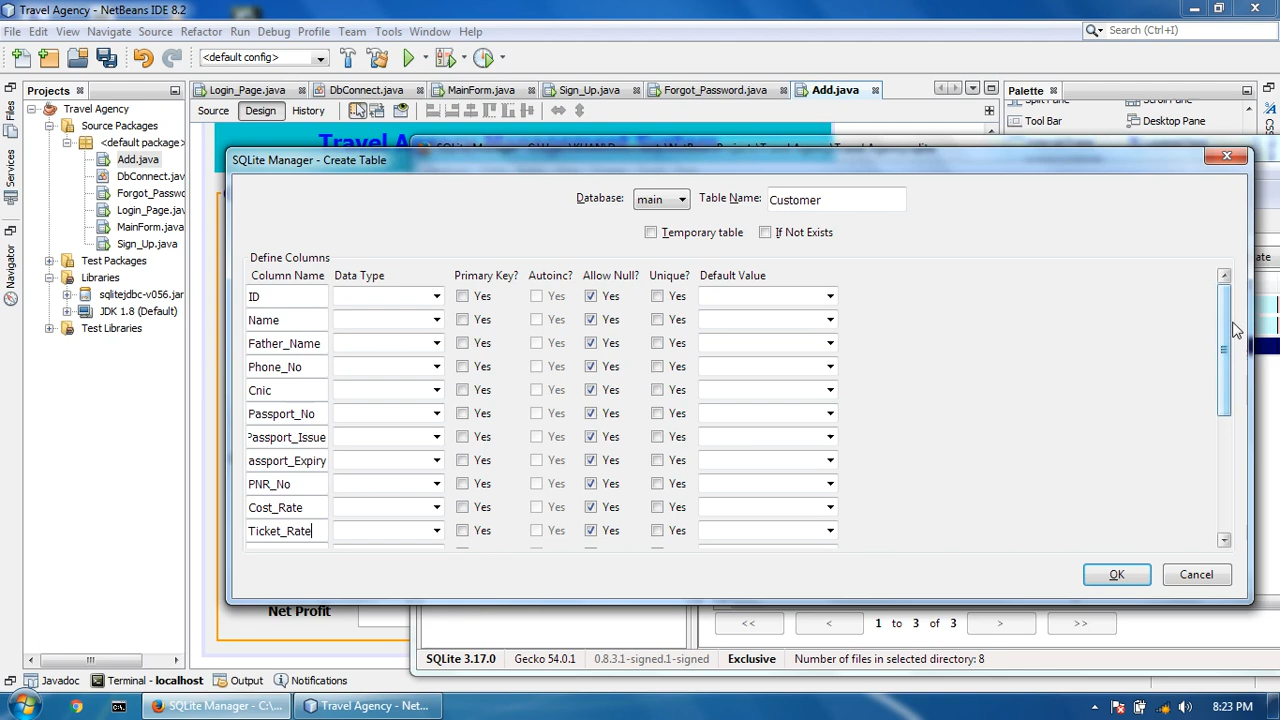 Travel Agency - NetBeans IDE 8.2
File Edit View Navigate Source Refactor Run Debug Profile Team Tools Window Help
Search (Ctrl+I)
<default config>
Projects
Login_Page.java DbConnect.java MainForm.java Sign_Up.java Forgot_Password.java Add.java
Palette
Source Design History
Tool Bar Desktop Pane
Files
Services
Navigator
Travel Agency
Source Packages
<default package>
Add.java
DbConnect.jav
Forgot_Passwo
Login_Page.jav
MainForm.java
Sign_Up.java
Test Packages
Libraries
sqlitejdbc-v056.jar
JDK 1.8 (Default)
Test Libraries
SQLite Manager - Create Table
Database: main Table Name: Customer
Temporary table If Not Exists
Define Columns
Column Name Data Type Primary Key? Autoinc? Allow Null? Unique? Default Value
ID Yes Yes Yes Yes
Name Yes Yes Yes Yes
Father_Name Yes Yes Yes Yes
Phone_No Yes Yes Yes Yes
Cnic Yes Yes Yes Yes
Passport_No Yes Yes Yes Yes
Passport_Issue Yes Yes Yes Yes
assport_Expiry Yes Yes Yes Yes
PNR_No Yes Yes Yes Yes
Cost_Rate Yes Yes Yes Yes
Ticket_Rate Yes Yes Yes Yes
OK Cancel
Net Profit
<< < 1 to 3 of 3 > >>
SQLite 3.17.0 Gecko 54.0.1 0.8.3.1-signed.1-signed Exclusive Number of files in selected directory: 8
Javadoc Terminal - localhost Output Notifications
SQLite Manager - C:\... Travel Agency - Net... 8:23 PM